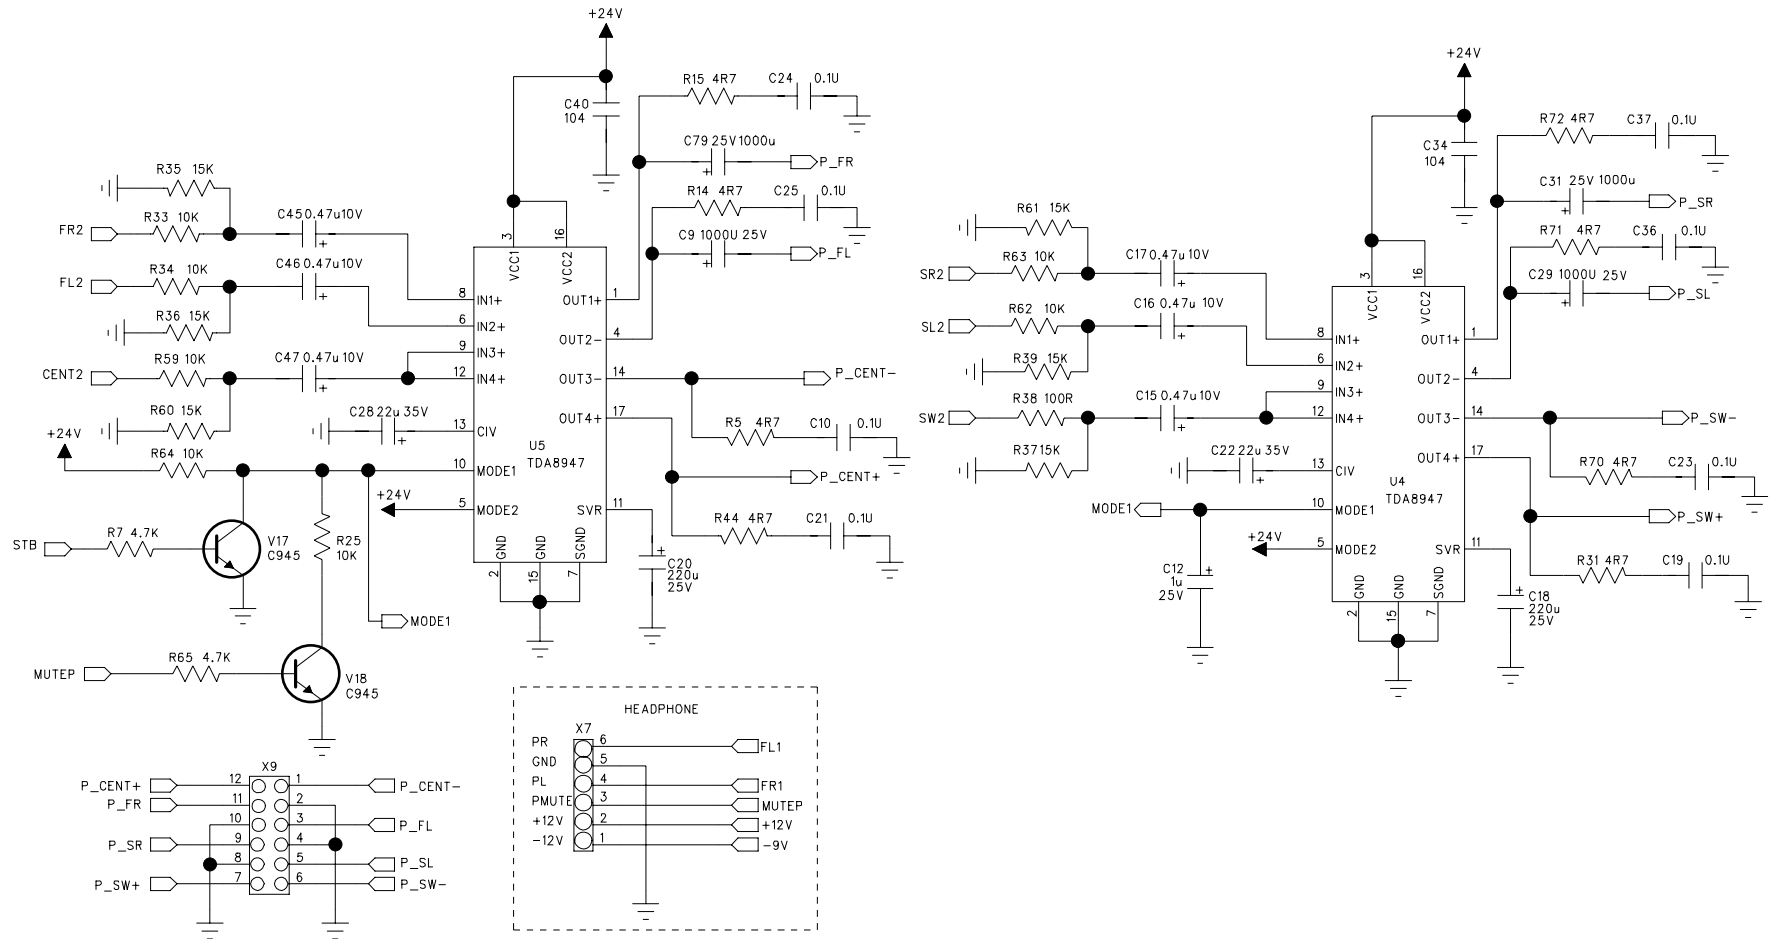 +24V
R15 4R7
C24
0.1U
C40
104
C79 25V1000u
P_FR
R14 4R7
C25
0.1U
C9 1000U 25V
P_FL
R35 15K
R33 10K
FR2
C45 0.47u10V
R34 10K
FL2
C46 0.47u10V
R36 15K
R59 10K
CENT2
C47 0.47u10V
R60 15K
+24V
R64 10K
C28 22u 35V
3
16
VCC1
VCC2
8
IN1+
6
IN2+
9
IN3+
12
IN4+
13
CIV
10
MODE1
5
MODE2
OUT1+
1
OUT2-
4
OUT3-
14
OUT4+
17
U5
TDA8947
SVR
11
GND
GND
SGND
2
15
7
+24V
P_CENT-
R5 4R7
C10
0.1U
P_CENT+
R44 4R7
C21
0.1U
C20
220u
25V
STB
R7 4.7K
V17
C945
R25
10K
MODE1
MUTEP
R65 4.7K
V18
C945
+24V
C34
104
R72 4R7
C37
0.1U
C31 25V 1000u
P_SR
R71 4R7
C36
0.1U
C29 1000U 25V
P_SL
R61 15K
SR2
R63 10K
C17 0.47u10V
SL2
R62 10K
C16 0.47u 10V
R39 15K
SW2
R38 100R
C15 0.47u10V
R37 15K
C22 22u 35V
3
16
VCC1
VCC2
8
IN1+
6
IN2+
9
IN3+
12
IN4+
13
CIV
10
MODE1
5
MODE2
OUT1+
1
OUT2-
4
OUT3-
14
OUT4+
17
U4
TDA8947
SVR
11
GND
GND
SGND
2
15
7
MODE1
+24V
C12
1u
25V
P_SW-
R70 4R7
C23
0.1U
P_SW+
R31 4R7
C19
0.1U
C18
220u
25V
HEADPHONE
X7
PR
6
FL1
GND
5
PL
4
FR1
PMUTE
3
MUTEP
+12V
2
+12V
-12V
1
-9V
X9
P_CENT+
12
1
P_CENT-
P_FR
11
2
10
3
P_FL
P_SR
9
4
8
5
P_SL
P_SW+
7
6
P_SW-